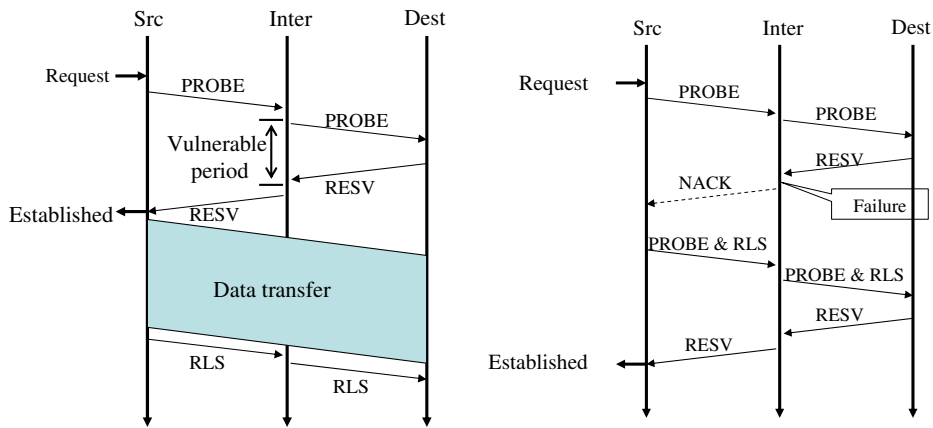 Src
Inter
Dest
Request
PROBE
PROBE
Vulnerable
period
RESV
Established
RESV
Data transfer
RLS
RLS
Src
Inter
Dest
Request
PROBE
PROBE
RESV
NACK
Failure
PROBE & RLS
PROBE & RLS
RESV
RESV
Established